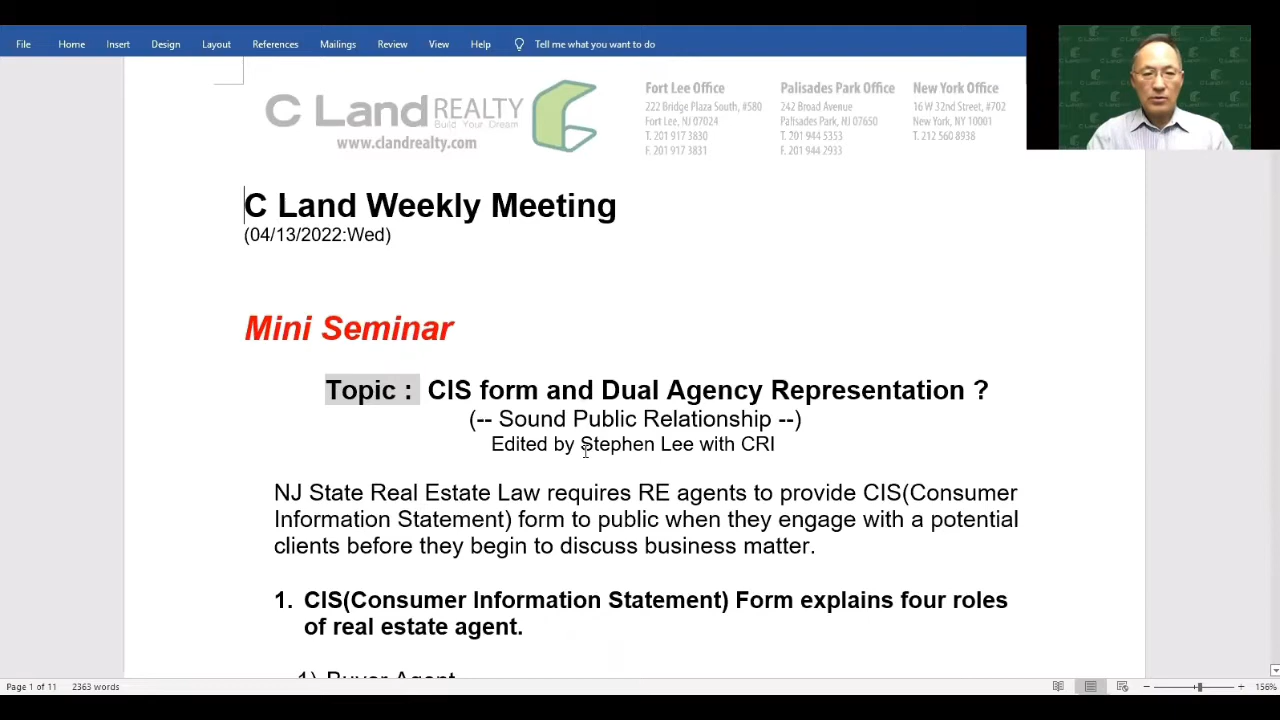 File Home Insert Design Layout References Mailings Review View Help Tell me what you want to do
C Land REALTY
Build Your Dream
www.clandrealty.com
Fort Lee Office
222 Bridge Plaza South, #580
Fort Lee, NJ 07024
T. 201 917 3830
F. 201 917 3831
Palisades Park Office
242 Broad Avenue
Palisades Park, NJ 07650
T. 201 944 5353
F. 201 944 2933
New York Office
16 W 32nd Street, #702
New York, NY 10001
T. 212 560 8938
C Land Weekly Meeting
(04/13/2022:Wed)
Mini Seminar
Topic : CIS form and Dual Agency Representation ?
(-- Sound Public Relationship --)
Edited by Stephen Lee with CRI
NJ State Real Estate Law requires RE agents to provide CIS(Consumer
Information Statement) form to public when they engage with a potential
clients before they begin to discuss business matter.
1. CIS(Consumer Information Statement) Form explains four roles
of real estate agent.
1) Buyer Agent
Page 1 of 11 2363 words
156%